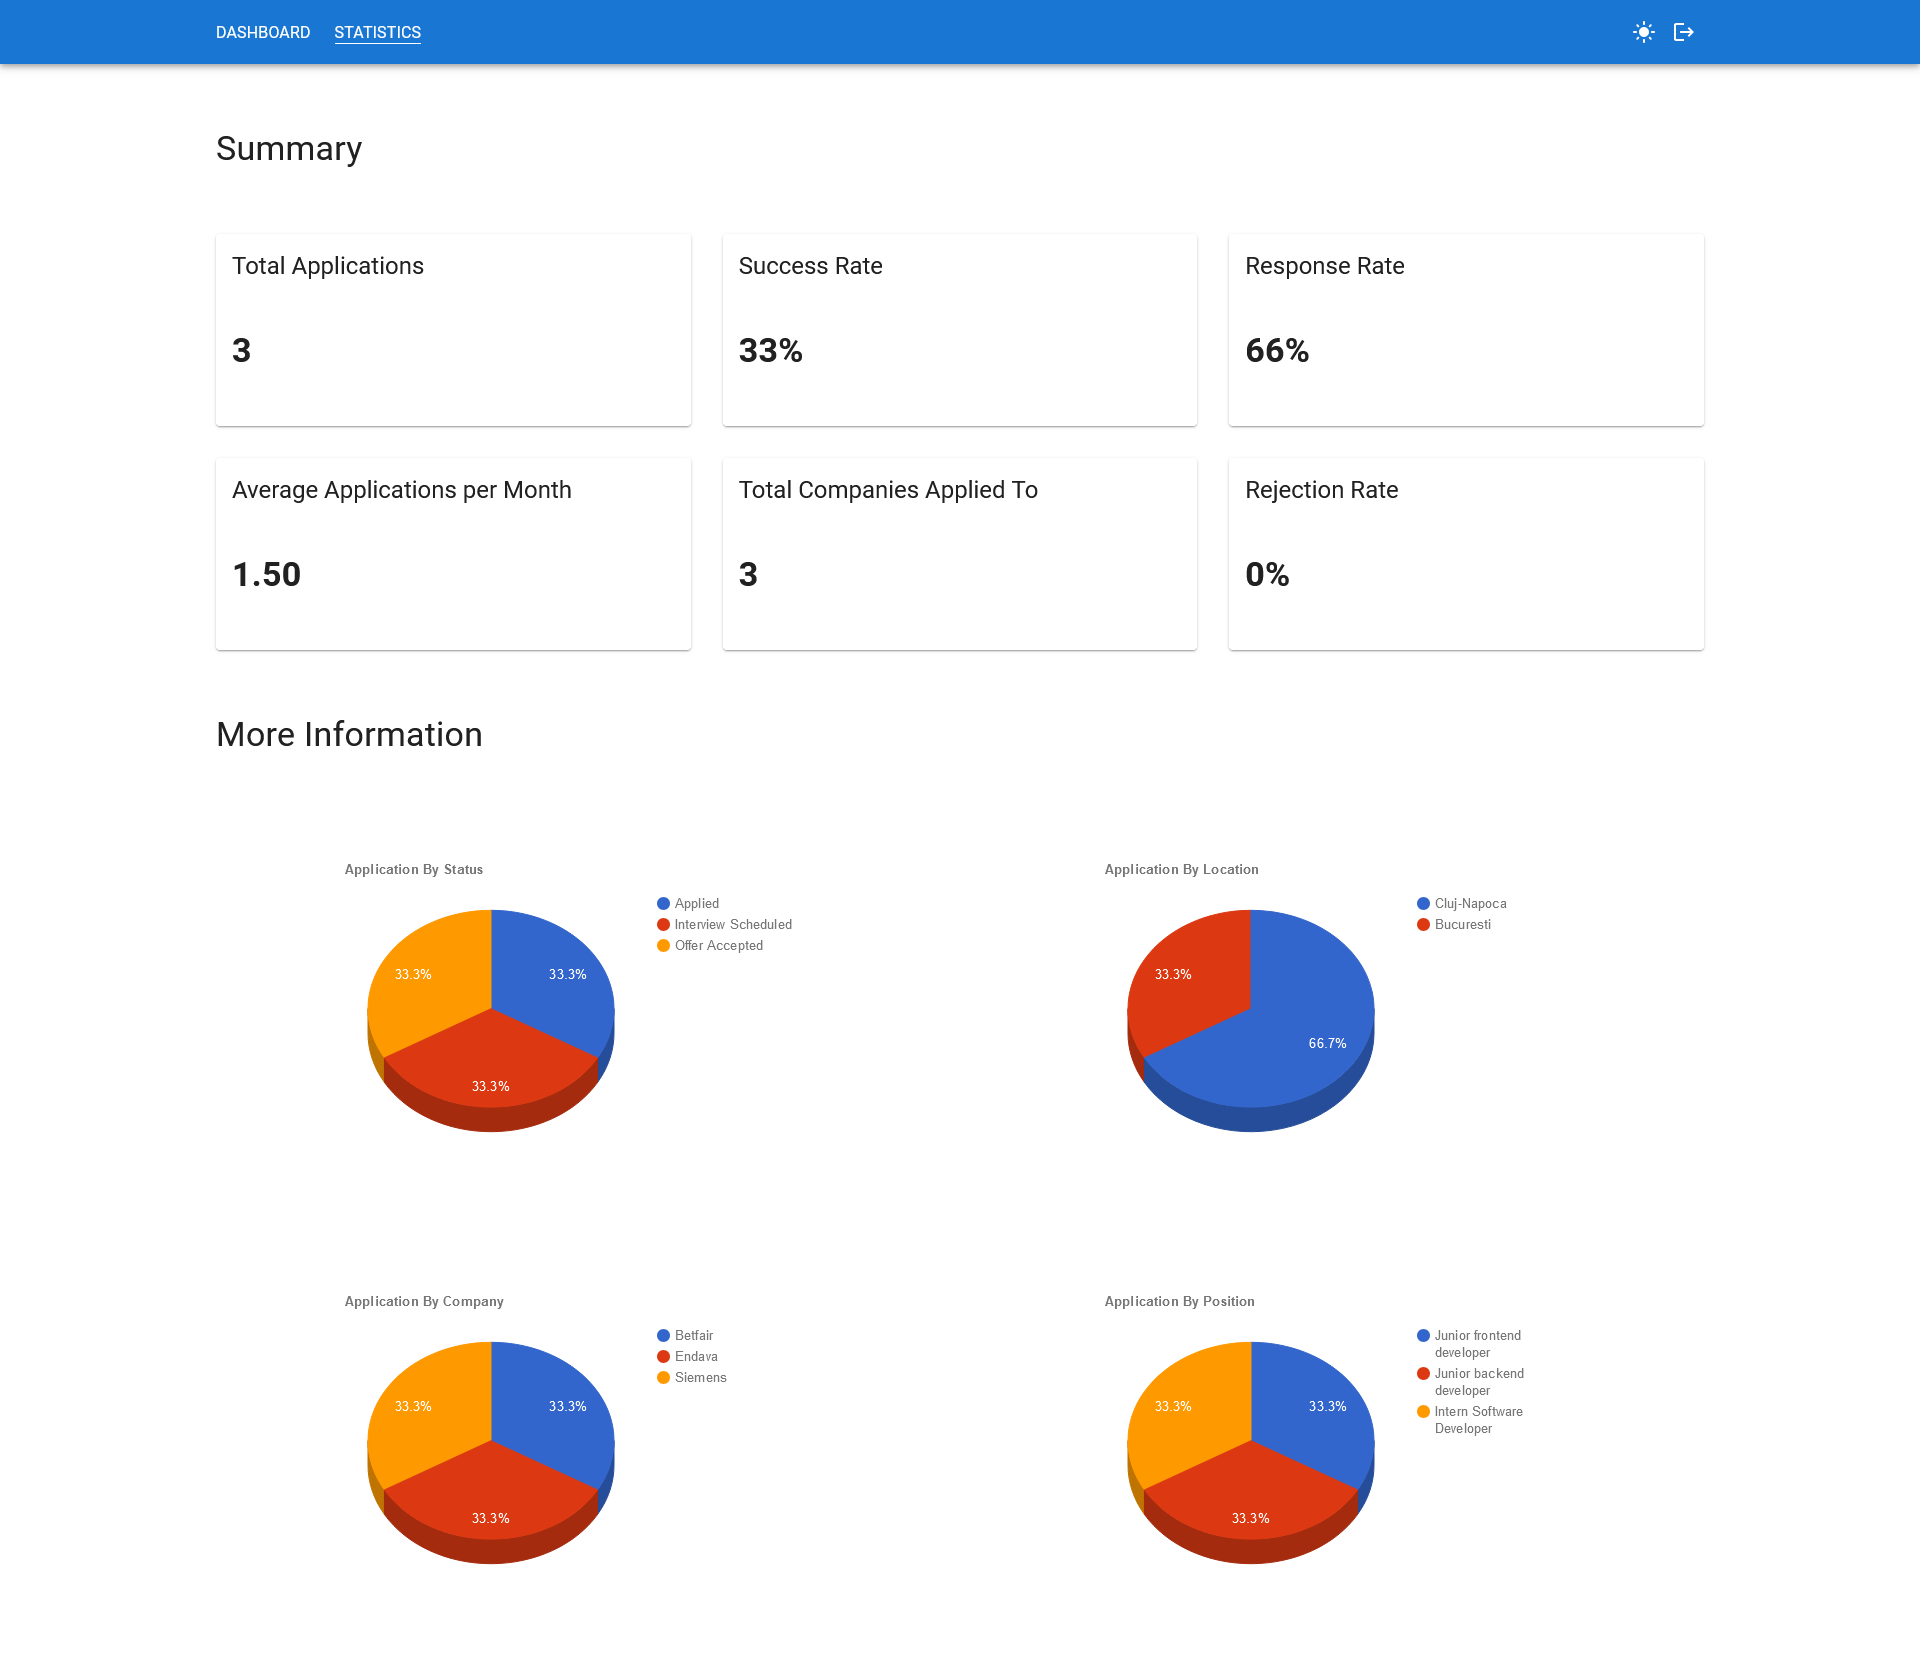 DASHBOARD STATISTICS
Summary
Total Applications
3
Success Rate
33%
Response Rate
66%
Average Applications per Month
1.50
Total Companies Applied To
3
Rejection Rate
0%
More Information
Application By Status
Applied
Interview Scheduled
Offer Accepted
33.3%
33.3%
33.3%
Application By Location
Cluj-Napoca
Bucuresti
33.3%
66.7%
Application By Company
Betfair
Endava
Siemens
33.3%
33.3%
33.3%
Application By Position
Junior frontend
developer
Junior backend
developer
Intern Software
Developer
33.3%
33.3%
33.3%